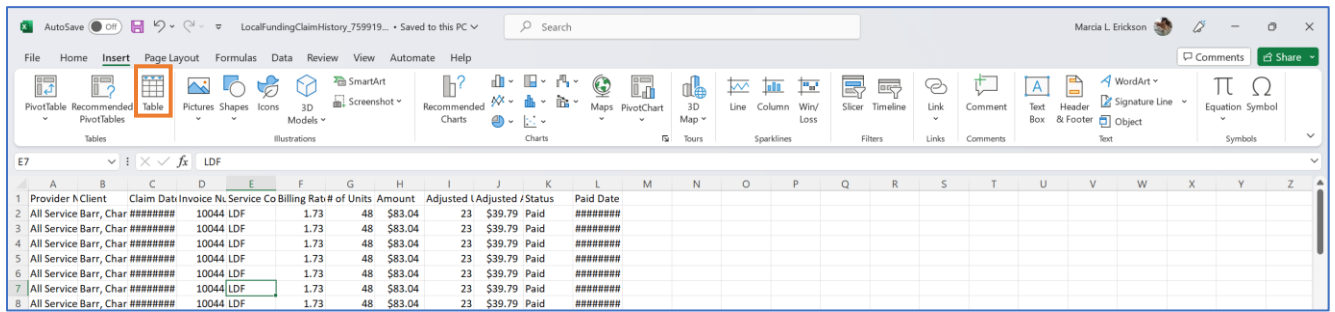 AutoSave Off LocalFundingClaimHistory_759919... • Saved to this PC Search Marcia L. Erickson
File Home Insert Page Layout Formulas Data Review View Automate Help Comments Share
PivotTable Recommended PivotTables Table Pictures Shapes Icons 3D Models SmartArt Screenshot Recommended Charts Maps PivotChart 3D Map Line Column Win/Loss Slicer Timeline Link Comment Text Box Header & Footer WordArt Signature Line Object Equation Symbol
Tables Illustrations Charts Tours Sparklines Filters Links Comments Text Symbols
E7 fx LDF
A B C D E F G H I J K L M N O P Q R S T U V W X Y Z
1 Provider N Client Claim Date Invoice Nu Service Co Billing Rate # of Units Amount Adjusted U Adjusted A Status Paid Date
2 All Service Barr, Char ######## 10044 LDF 1.73 48 $83.04 23 $39.79 Paid ########
3 All Service Barr, Char ######## 10044 LDF 1.73 48 $83.04 23 $39.79 Paid ########
4 All Service Barr, Char ######## 10044 LDF 1.73 48 $83.04 23 $39.79 Paid ########
5 All Service Barr, Char ######## 10044 LDF 1.73 48 $83.04 23 $39.79 Paid ########
6 All Service Barr, Char ######## 10044 LDF 1.73 48 $83.04 23 $39.79 Paid ########
7 All Service Barr, Char ######## 10044 LDF 1.73 48 $83.04 23 $39.79 Paid ########
8 All Service Barr, Char ######## 10044 LDF 1.73 48 $83.04 23 $39.79 Paid ########